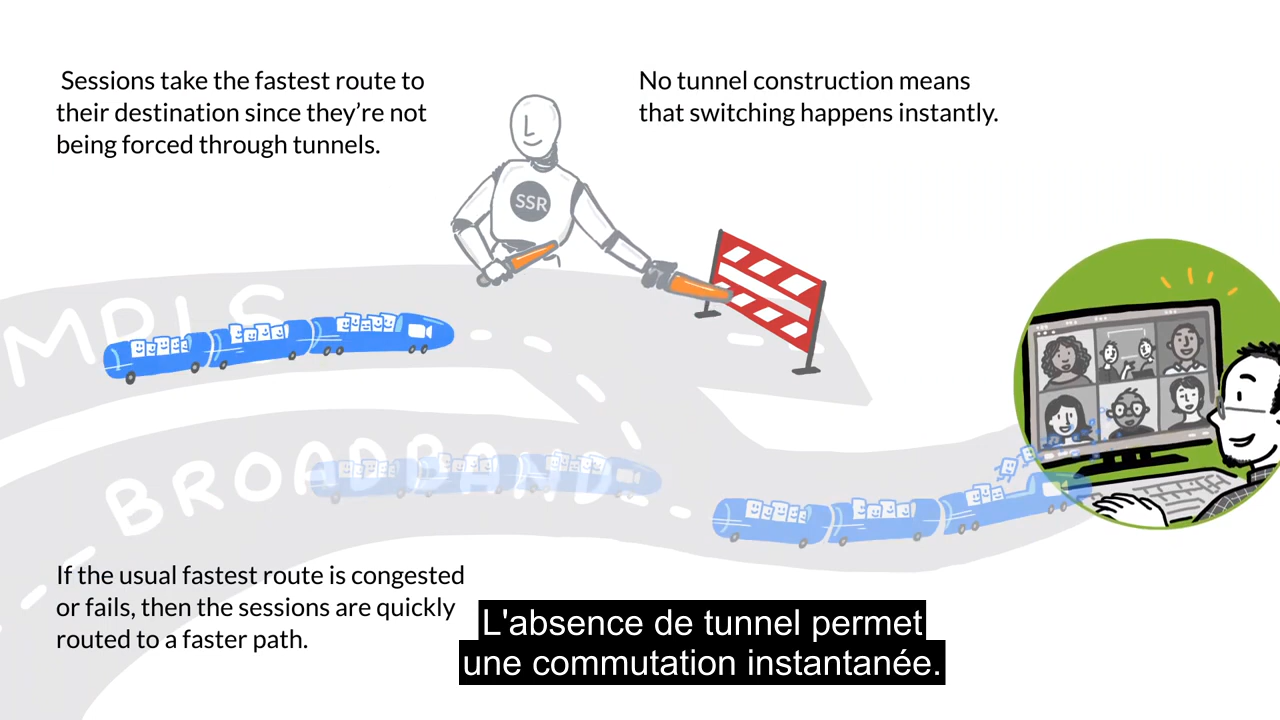 Sessions take the fastest route to
their destination since they’re not
being forced through tunnels.
No tunnel construction means
that switching happens instantly.
SSR
MPLS
BROADBAND
If the usual fastest route is congested
or fails, then the sessions are quickly
routed to a faster path.
L'absence de tunnel permet
une commutation instantanée.